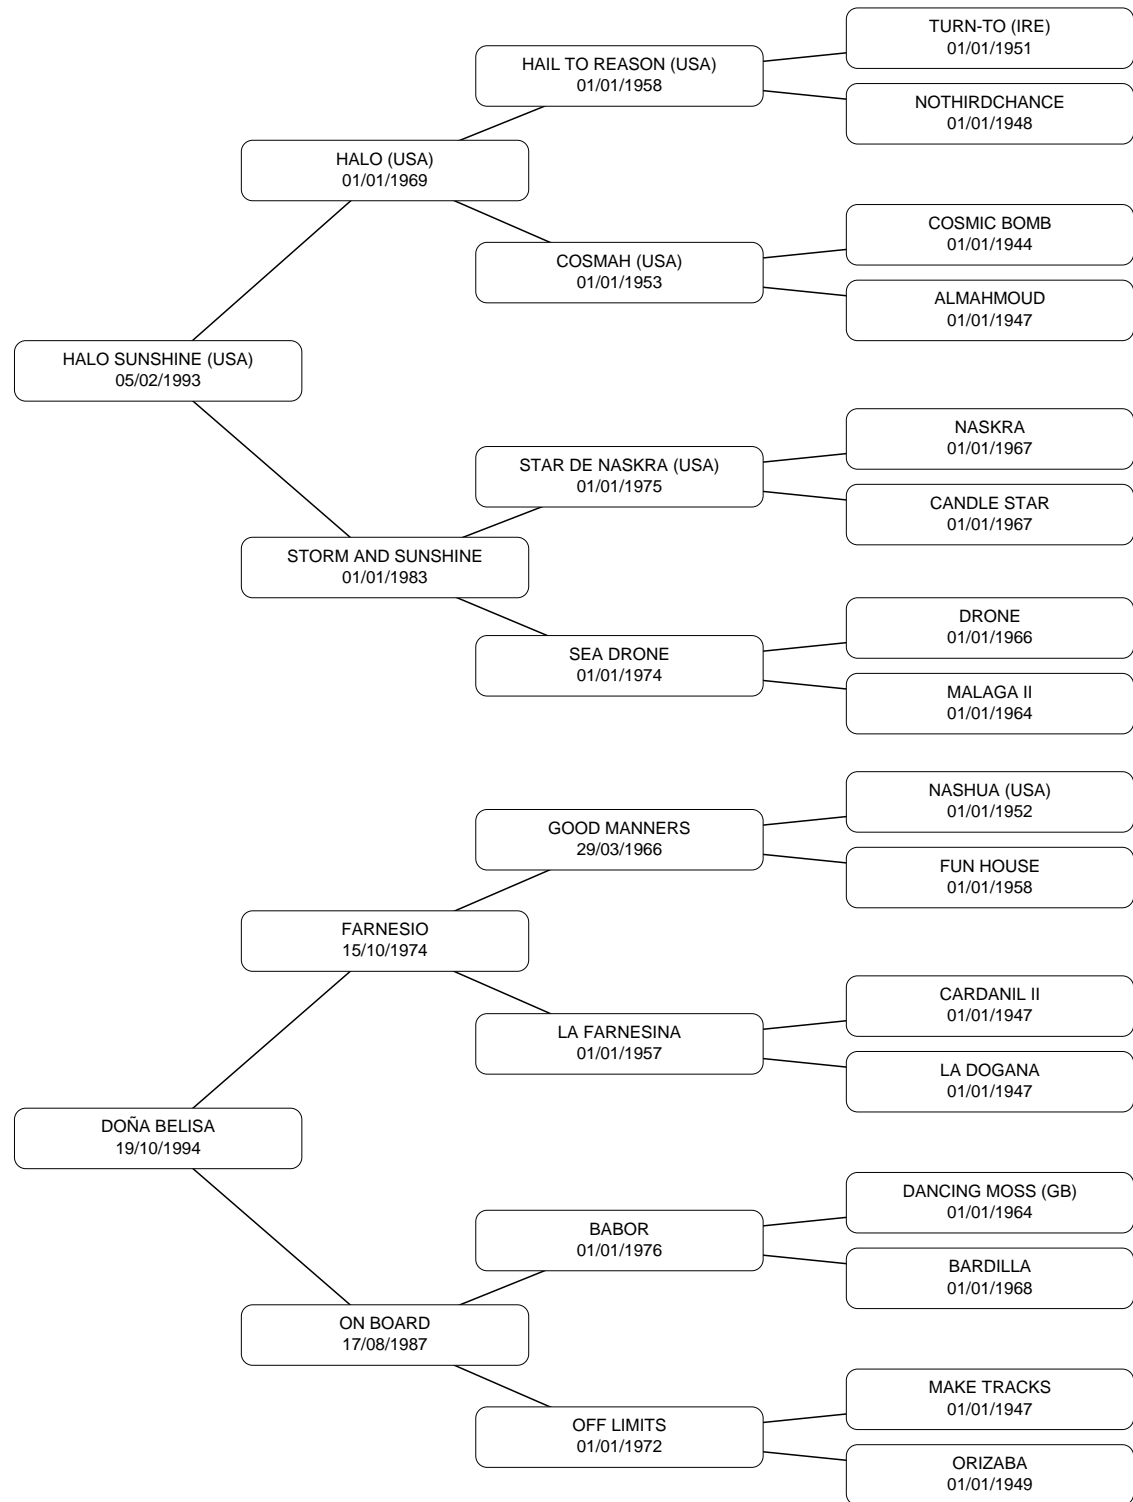 TURN-TO (IRE)
01/01/1951
HAIL TO REASON (USA)
01/01/1958
NOTHIRDCHANCE
01/01/1948
HALO (USA)
01/01/1969
COSMIC BOMB
01/01/1944
COSMAH (USA)
01/01/1953
ALMAHMOUD
01/01/1947
HALO SUNSHINE (USA)
05/02/1993
NASKRA
01/01/1967
STAR DE NASKRA (USA)
01/01/1975
CANDLE STAR
01/01/1967
STORM AND SUNSHINE
01/01/1983
DRONE
01/01/1966
SEA DRONE
01/01/1974
MALAGA II
01/01/1964
NASHUA (USA)
01/01/1952
GOOD MANNERS
29/03/1966
FUN HOUSE
01/01/1958
FARNESIO
15/10/1974
CARDANIL II
01/01/1947
LA FARNESINA
01/01/1957
LA DOGANA
01/01/1947
DOÑA BELISA
19/10/1994
DANCING MOSS (GB)
01/01/1964
BABOR
01/01/1976
BARDILLA
01/01/1968
ON BOARD
17/08/1987
MAKE TRACKS
01/01/1947
OFF LIMITS
01/01/1972
ORIZABA
01/01/1949